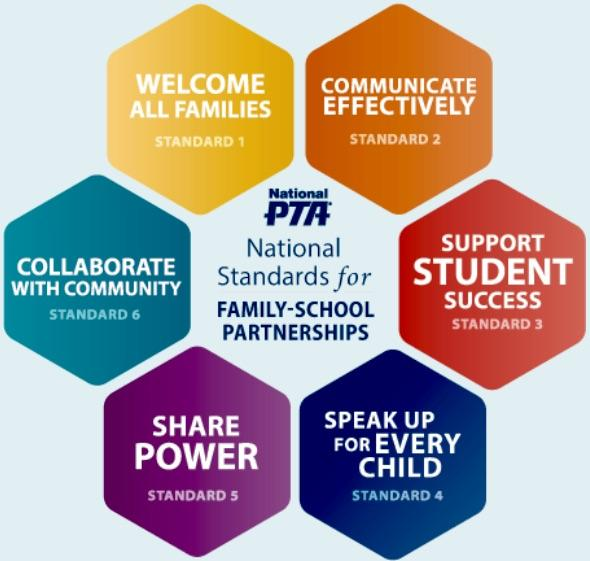 WELCOME
ALL FAMILIES
STANDARD 1
COMMUNICATE
EFFECTIVELY
STANDARD 2
National
PTA®
National
Standards for
FAMILY-SCHOOL
PARTNERSHIPS
SUPPORT
STUDENT
SUCCESS
STANDARD 3
SPEAK UP
FOR EVERY
CHILD
STANDARD 4
SHARE
POWER
STANDARD 5
COLLABORATE
WITH COMMUNITY
STANDARD 6